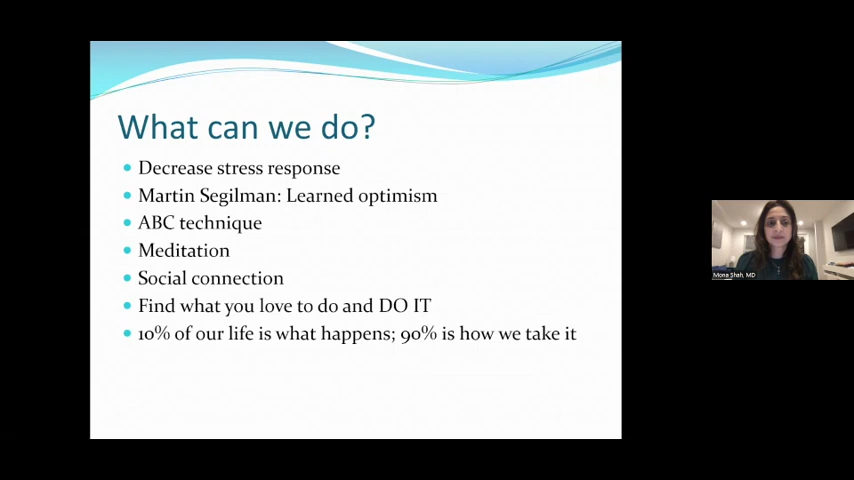 What can we do?
Decrease stress response
Martin Segilman: Learned optimism
ABC technique
Meditation
Social connection
Find what you love to do and DO IT
10% of our life is what happens; 90% is how we take it
Mona Shah, MD